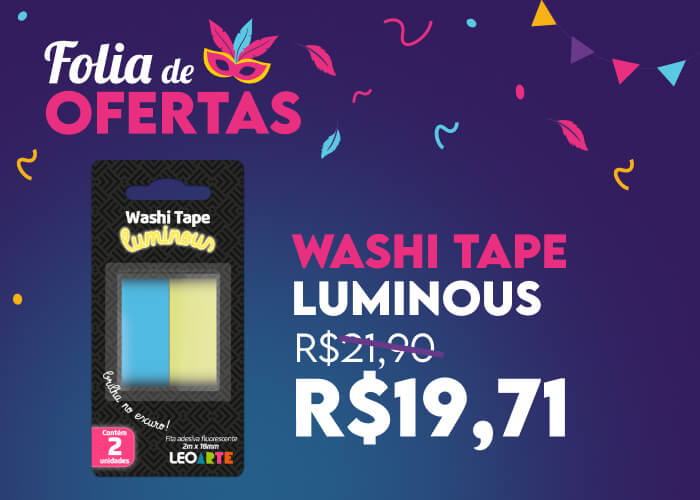 Folia de
OFERTAS
Washi Tape
luminous
brilha no escuro!
Contém
2
unidades
Fita adesiva fluorescente
2m x 18mm
LEOARTE
WASHI TAPE
LUMINOUS
R$21,90
R$19,71